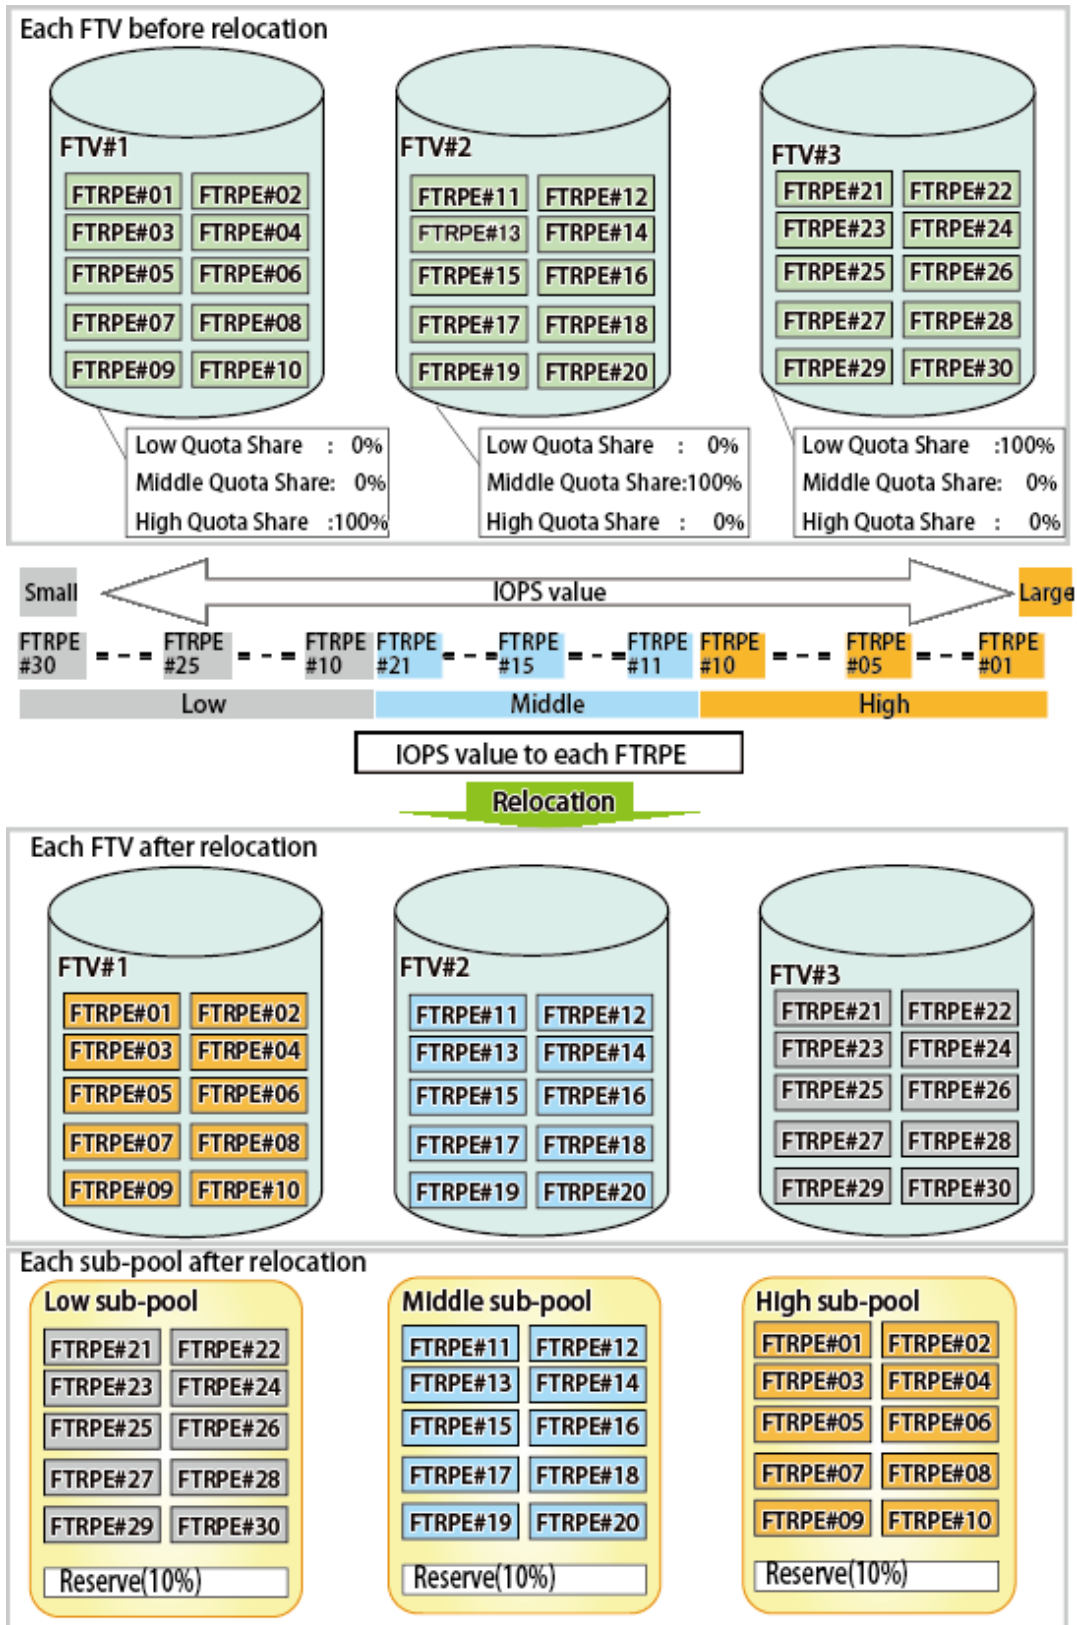 Each FTV before relocation
FTV#1
FTV#2
FTV#3
FTRPE#01 FTRPE#02 FTRPE#11 FTRPE#12 FTRPE#21 FTRPE#22
FTRPE#03 FTRPE#04 FTRPE#13 FTRPE#14 FTRPE#23 FTRPE#24
FTRPE#05 FTRPE#06 FTRPE#15 FTRPE#16 FTRPE#25 FTRPE#26
FTRPE#07 FTRPE#08 FTRPE#17 FTRPE#18 FTRPE#27 FTRPE#28
FTRPE#09 FTRPE#10 FTRPE#19 FTRPE#20 FTRPE#29 FTRPE#30
Low Quota Share : 0%
Middle Quota Share: 0%
High Quota Share :100%
Low Quota Share : 0%
Middle Quota Share:100%
High Quota Share : 0%
Low Quota Share :100%
Middle Quota Share: 0%
High Quota Share : 0%
Small
IOPS value
Large
FTRPE #30
FTRPE #25
FTRPE #10
FTRPE #21
FTRPE #15
FTRPE #11
FTRPE #10
FTRPE #05
FTRPE #01
Low
Middle
High
IOPS value to each FTRPE
Relocation
Each FTV after relocation
FTV#1
FTV#2
FTV#3
FTRPE#01 FTRPE#02 FTRPE#11 FTRPE#12 FTRPE#21 FTRPE#22
FTRPE#03 FTRPE#04 FTRPE#13 FTRPE#14 FTRPE#23 FTRPE#24
FTRPE#05 FTRPE#06 FTRPE#15 FTRPE#16 FTRPE#25 FTRPE#26
FTRPE#07 FTRPE#08 FTRPE#17 FTRPE#18 FTRPE#27 FTRPE#28
FTRPE#09 FTRPE#10 FTRPE#19 FTRPE#20 FTRPE#29 FTRPE#30
Each sub-pool after relocation
Low sub-pool
Middle sub-pool
High sub-pool
FTRPE#21 FTRPE#22 FTRPE#11 FTRPE#12 FTRPE#01 FTRPE#02
FTRPE#23 FTRPE#24 FTRPE#13 FTRPE#14 FTRPE#03 FTRPE#04
FTRPE#25 FTRPE#26 FTRPE#15 FTRPE#16 FTRPE#05 FTRPE#06
FTRPE#27 FTRPE#28 FTRPE#17 FTRPE#18 FTRPE#07 FTRPE#08
FTRPE#29 FTRPE#30 FTRPE#19 FTRPE#20 FTRPE#09 FTRPE#10
Reserve(10%)
Reserve(10%)
Reserve(10%)